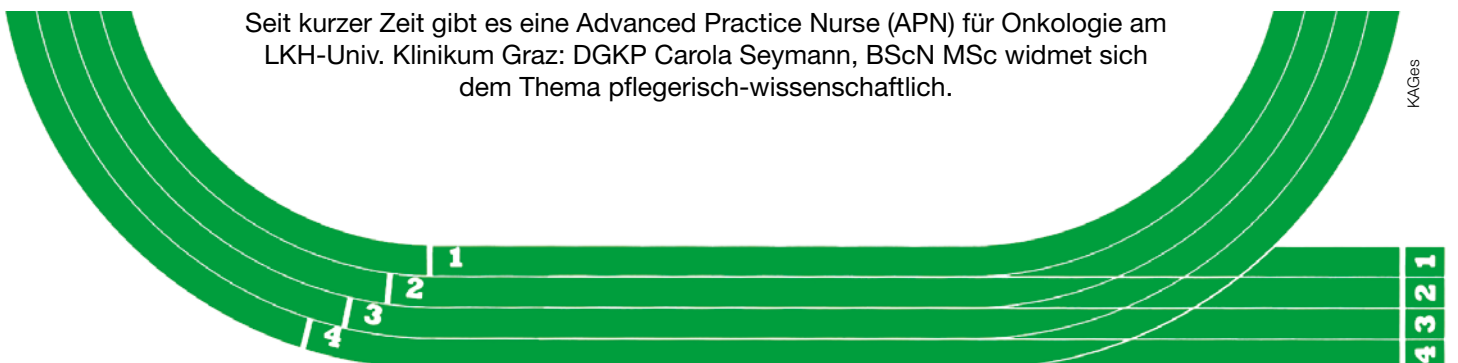 Seit kurzer Zeit gibt es eine Advanced Practice Nurse (APN) für Onkologie am
LKH-Univ. Klinikum Graz: DGKP Carola Seymann, BScN MSc widmet sich
dem Thema pflegerisch-wissenschaftlich.
KAGes
1
2
3
4
1
2
3
4